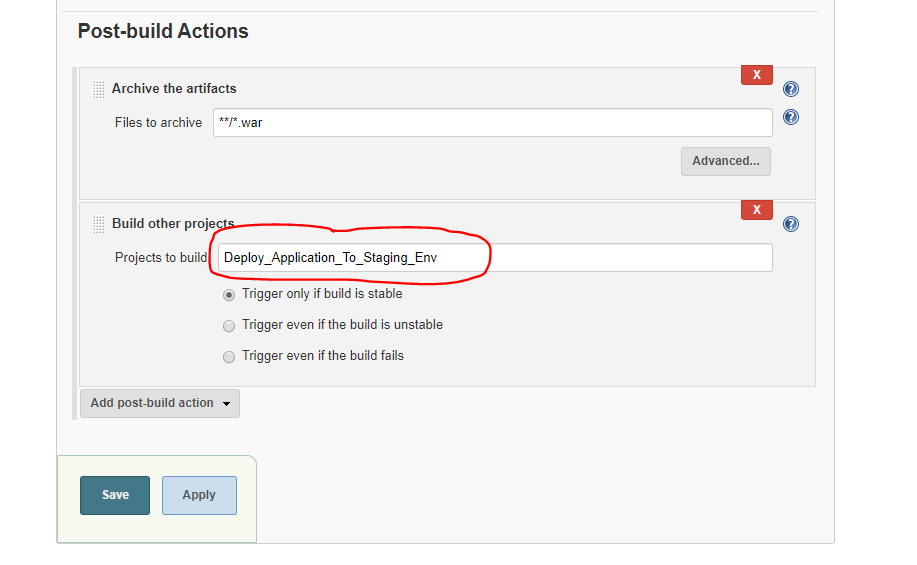 Post-build Actions
X
Archive the artifacts
?
Files to archive **/*.war
?
Advanced...
X
Build other projects
?
Projects to build Deploy_Application_To_Staging_Env
Trigger only if build is stable
Trigger even if the build is unstable
Trigger even if the build fails
Add post-build action
Save Apply